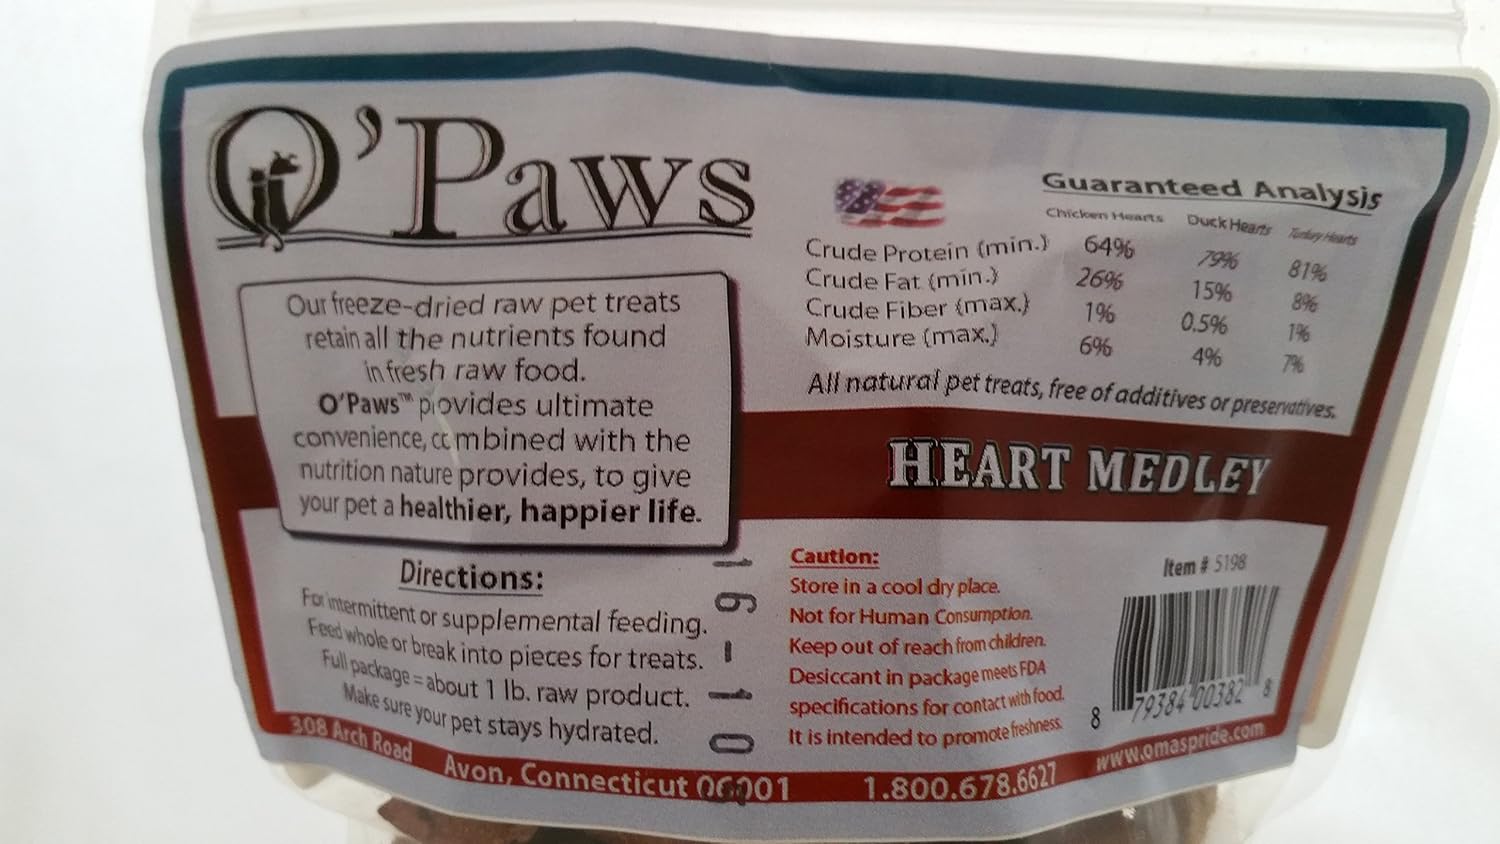 O'Paws
Our freeze-dried raw pet treats
retain all the nutrients found
in fresh raw food.
O'Paws™ provides ultimate
convenience, combined with the
nutrition nature provides, to give
your pet a healthier, happier life.
Directions:
For intermittent or supplemental feeding.
Feed whole or break into pieces for treats.
Full package = about 1 lb. raw product.
Make sure your pet stays hydrated.
Guaranteed Analysis
Chicken Hearts Duck Hearts Turkey Hearts
Crude Protein (min.) 64% 79% 81%
Crude Fat (min.) 26% 15% 8%
Crude Fiber (max.) 1% 0.5% 1%
Moisture (max.) 6% 4% 7%
All natural pet treats, free of additives or preservatives.
HEART MEDLEY
Caution:
Store in a cool dry place.
Not for Human Consumption.
Keep out of reach from children.
Desiccant in package meets FDA
specifications for contact with food.
It is intended to promote freshness.
Item # 5198
8 79384 00382 8
308 Arch Road Avon, Connecticut 06001 1.800.678.6627 www.omaspride.com